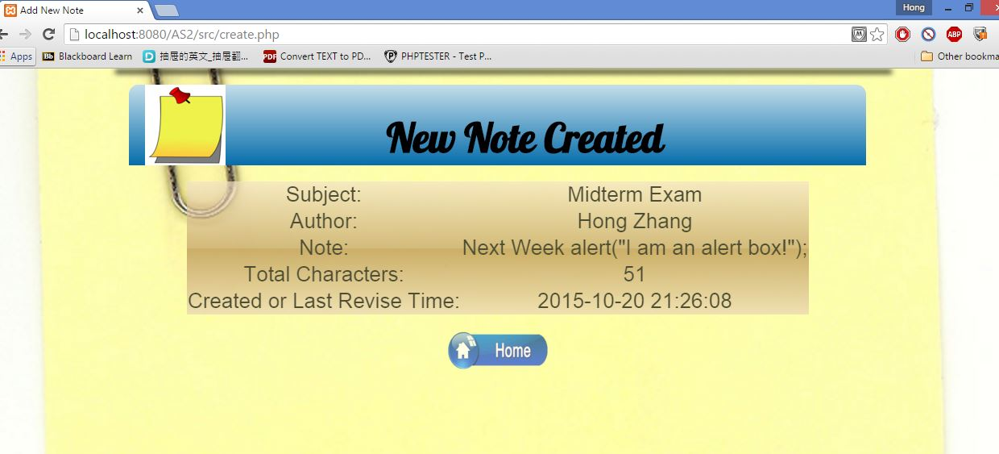 Add New Note
Hong
localhost:8080/AS2/src/create.php
ABP
Apps
Bb Blackboard Learn
抽屉的英文_抽屉翻...
PDF Convert TEXT to PD...
PHPTESTER - Test P...
Other bookma
New Note Created
Subject: Midterm Exam
Author: Hong Zhang
Note: Next Week alert("I am an alert box!");
Total Characters: 51
Created or Last Revise Time: 2015-10-20 21:26:08
Home